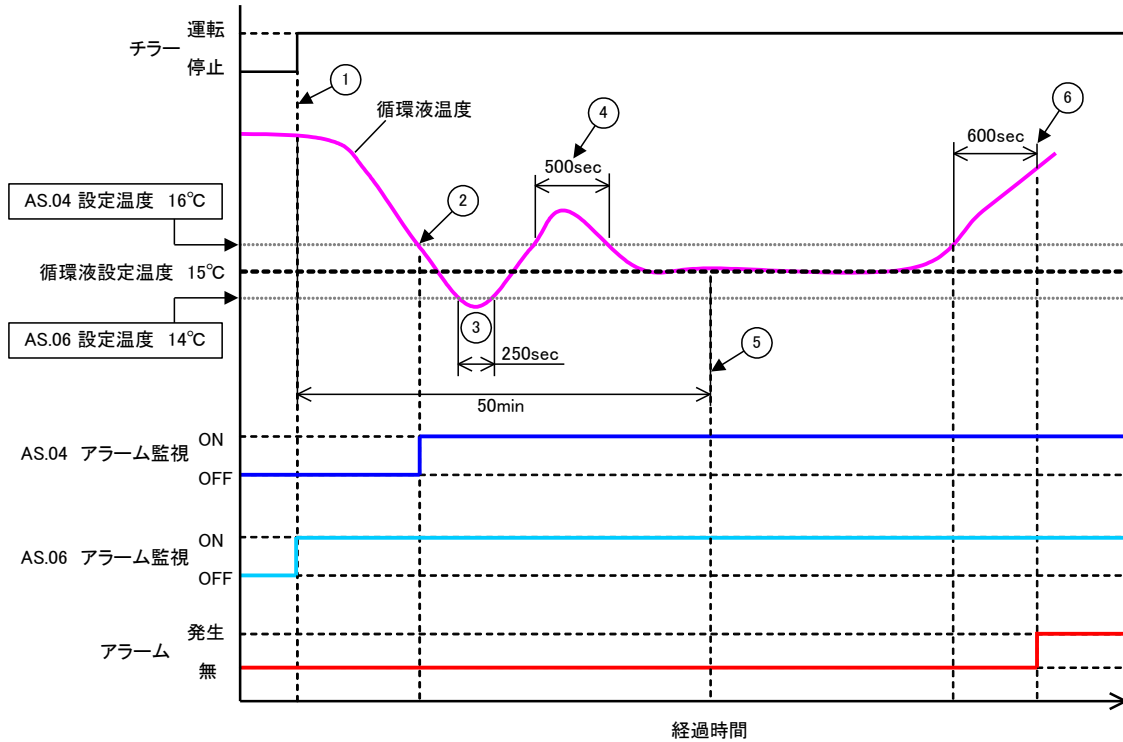 運転
チラー
停止
①
循環液温度
④
⑥
500sec
600sec
AS.04 設定温度 16℃
②
循環液設定温度 15℃
AS.06 設定温度 14℃
③
250sec
⑤
50min
ON
AS.04 アラーム監視
OFF
ON
AS.06 アラーム監視
OFF
発生
アラーム
無
経過時間